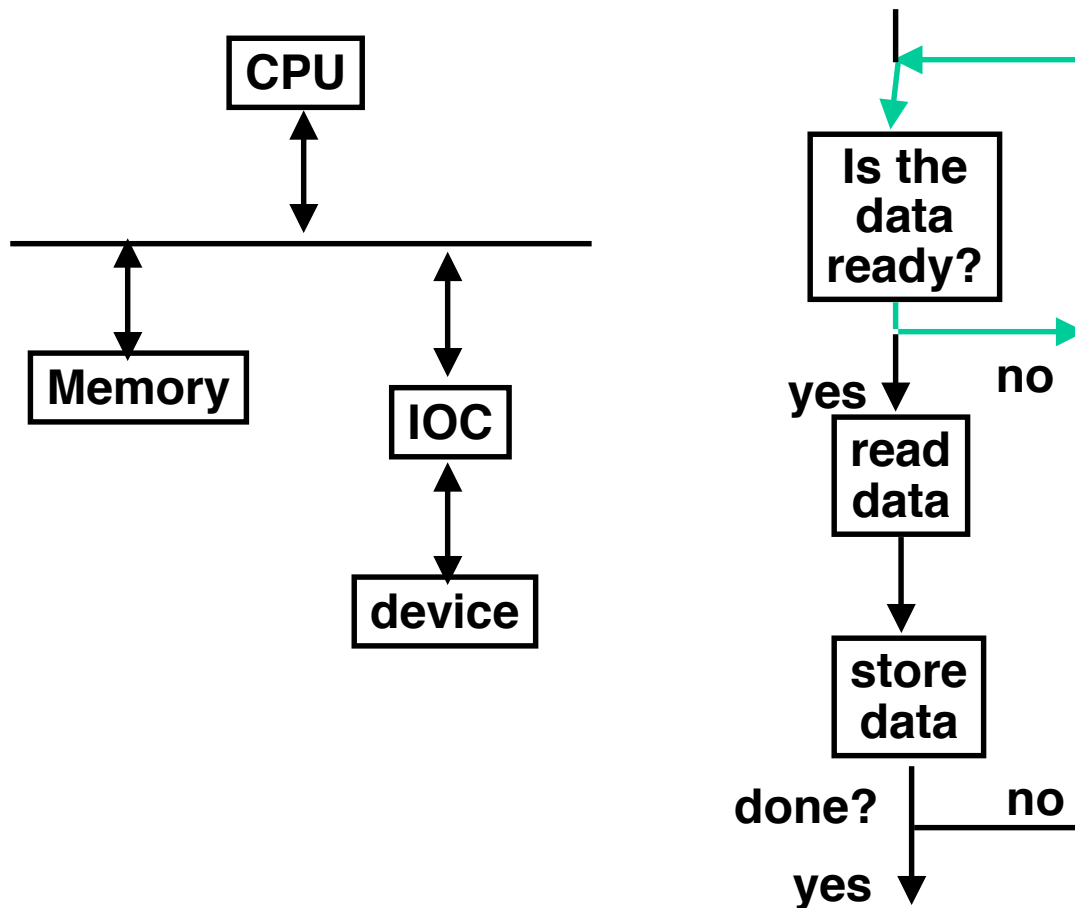 CPU
Memory
IOC
device
Is the
data
ready?
no
yes
read
data
store
data
done?
no
yes